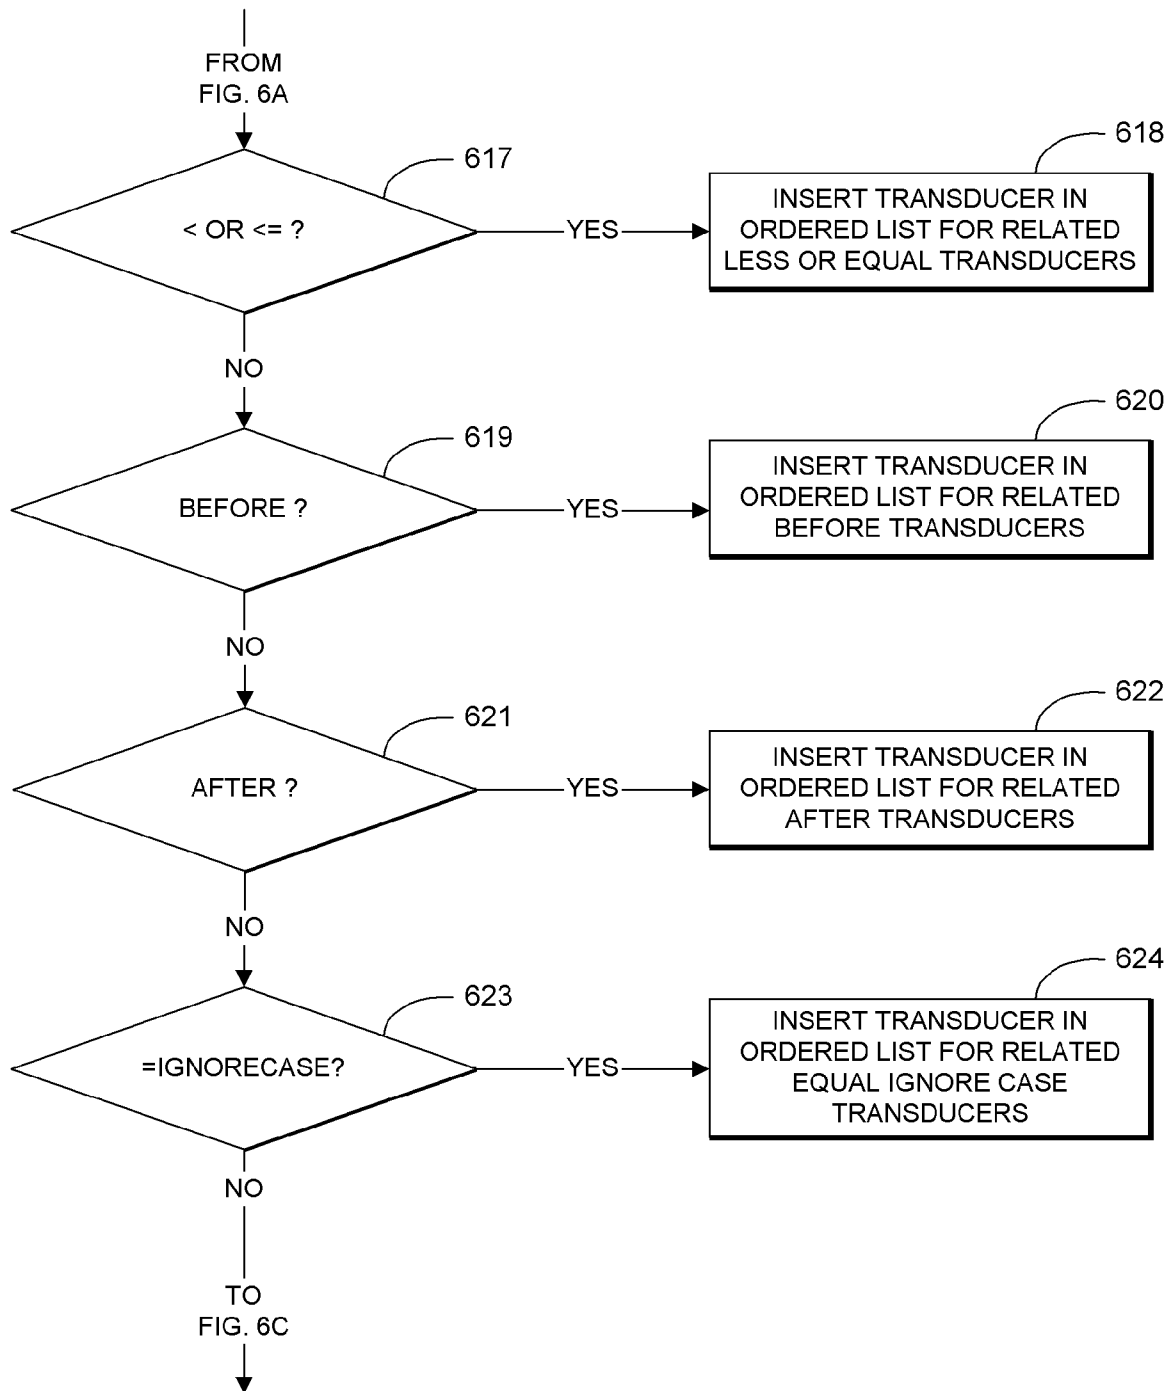 FROM
FIG. 6A
617
618
< OR <= ?
YES
INSERT TRANSDUCER IN
ORDERED LIST FOR RELATED
LESS OR EQUAL TRANSDUCERS
NO
619
620
BEFORE ?
YES
INSERT TRANSDUCER IN
ORDERED LIST FOR RELATED
BEFORE TRANSDUCERS
NO
621
622
AFTER ?
YES
INSERT TRANSDUCER IN
ORDERED LIST FOR RELATED
AFTER TRANSDUCERS
NO
623
624
=IGNORECASE?
YES
INSERT TRANSDUCER IN
ORDERED LIST FOR RELATED
EQUAL IGNORE CASE
TRANSDUCERS
NO
TO
FIG. 6C